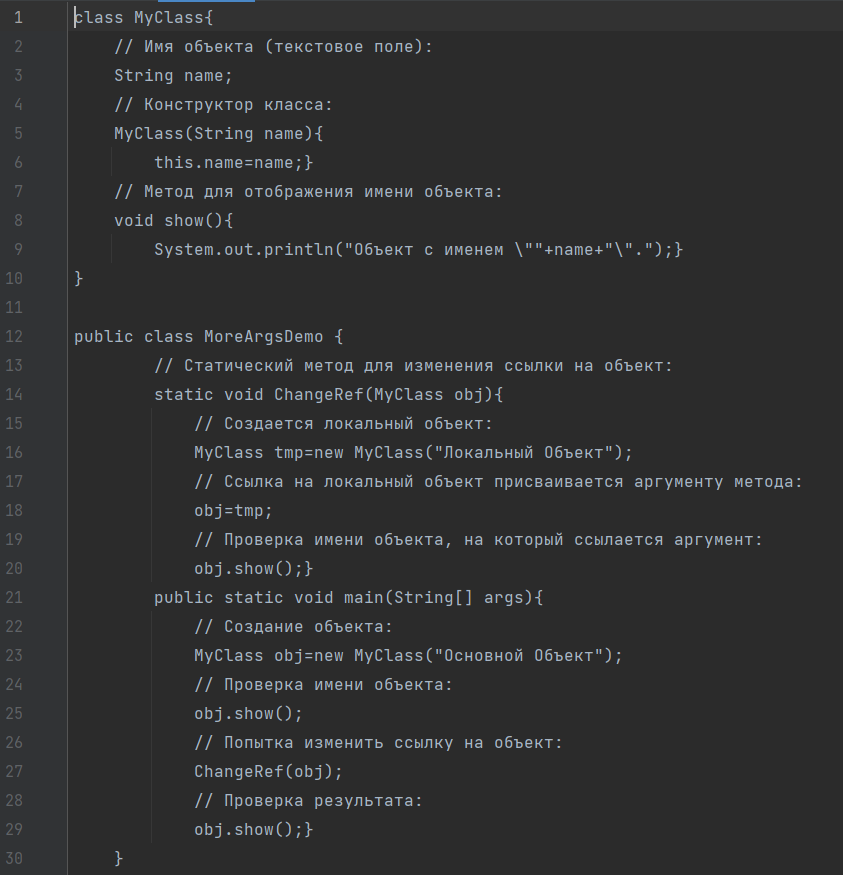 1 class MyClass{
2     // Имя объекта (текстовое поле):
3     String name;
4     // Конструктор класса:
5     MyClass(String name){
6         this.name=name;}
7     // Метод для отображения имени объекта:
8     void show(){
9         System.out.println("Объект с именем \""+name+"\".");}
10 }
11
12 public class MoreArgsDemo {
13         // Статический метод для изменения ссылки на объект:
14         static void ChangeRef(MyClass obj){
15             // Создается локальный объект:
16             MyClass tmp=new MyClass("Локальный Объект");
17             // Ссылка на локальный объект присваивается аргументу метода:
18             obj=tmp;
19             // Проверка имени объекта, на который ссылается аргумент:
20             obj.show();}
21         public static void main(String[] args){
22             // Создание объекта:
23             MyClass obj=new MyClass("Основной Объект");
24             // Проверка имени объекта:
25             obj.show();
26             // Попытка изменить ссылку на объект:
27             ChangeRef(obj);
28             // Проверка результата:
29             obj.show();}
30     }